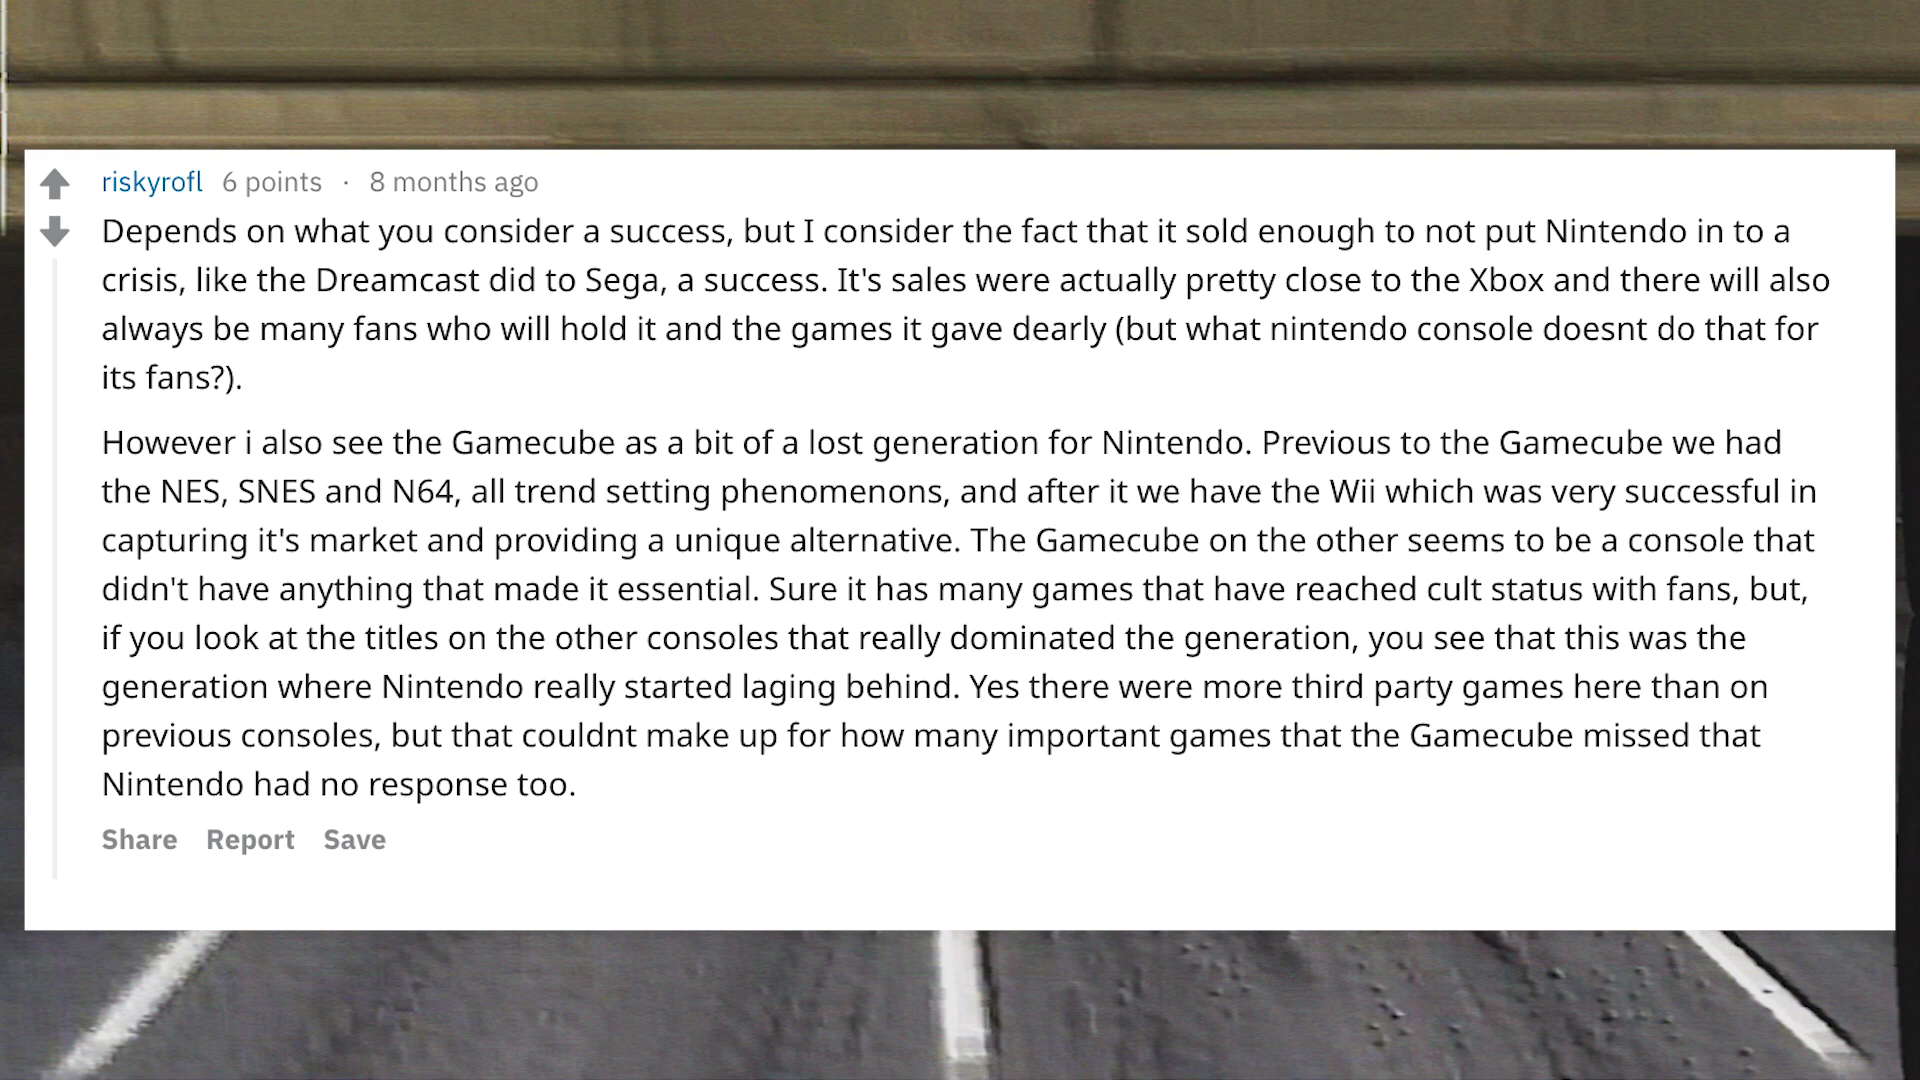 riskyrofl 6 points · 8 months ago
Depends on what you consider a success, but I consider the fact that it sold enough to not put Nintendo in to a
crisis, like the Dreamcast did to Sega, a success. It's sales were actually pretty close to the Xbox and there will also
always be many fans who will hold it and the games it gave dearly (but what nintendo console doesnt do that for
its fans?).
However i also see the Gamecube as a bit of a lost generation for Nintendo. Previous to the Gamecube we had
the NES, SNES and N64, all trend setting phenomenons, and after it we have the Wii which was very successful in
capturing it's market and providing a unique alternative. The Gamecube on the other seems to be a console that
didn't have anything that made it essential. Sure it has many games that have reached cult status with fans, but,
if you look at the titles on the other consoles that really dominated the generation, you see that this was the
generation where Nintendo really started laging behind. Yes there were more third party games here than on
previous consoles, but that couldnt make up for how many important games that the Gamecube missed that
Nintendo had no response too.
Share Report Save